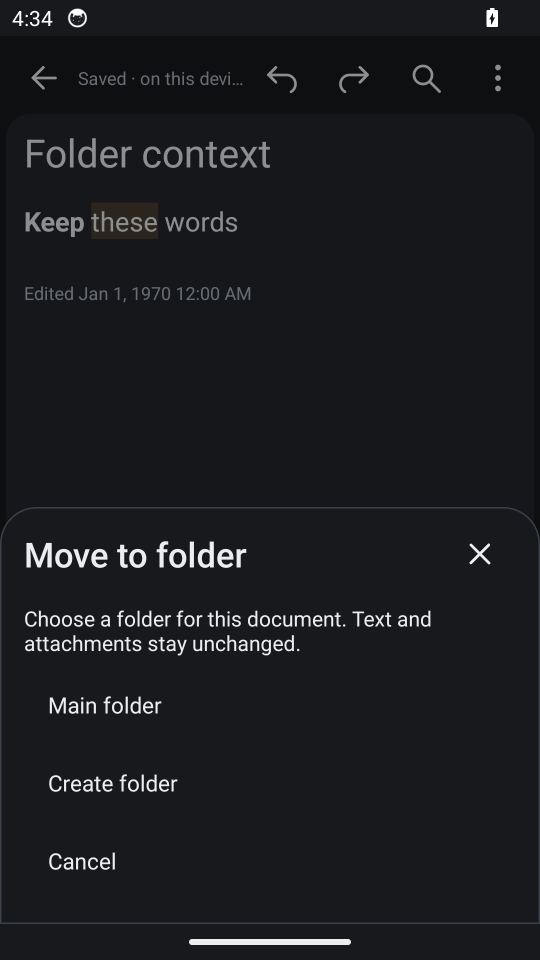 4:34
Saved · on this devi…
Folder context
Keep these words
Edited Jan 1, 1970 12:00 AM
Move to folder
Choose a folder for this document. Text and
attachments stay unchanged.
Main folder
Create folder
Cancel